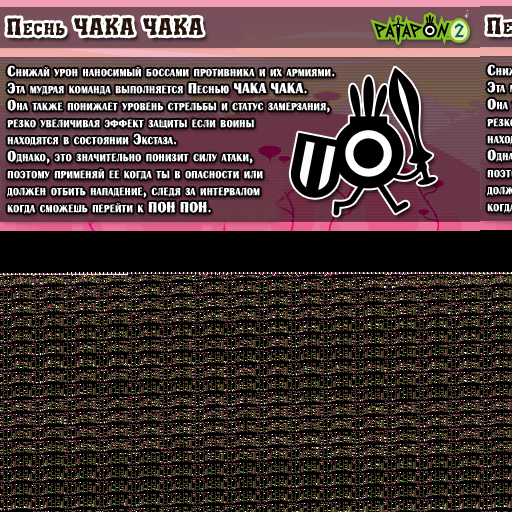 Песнь ЧАКА ЧАКА
PATAPON 2
Пе
Снижай урон наносимый боссами противника и их армиями.
Эта мудрая команда выполняется Песнью ЧАКА ЧАКА.
Она также понижает уровень стрельбы и статус замерзания,
резко увеличивая эффект защиты если воины
находятся в состоянии Экстаза.
Однако, это значительно понизит силу атаки,
поэтому применяй ее когда ты в опасности или
должен отбить нападение, следя за интервалом
когда сможешь перейти к ПОН ПОН.